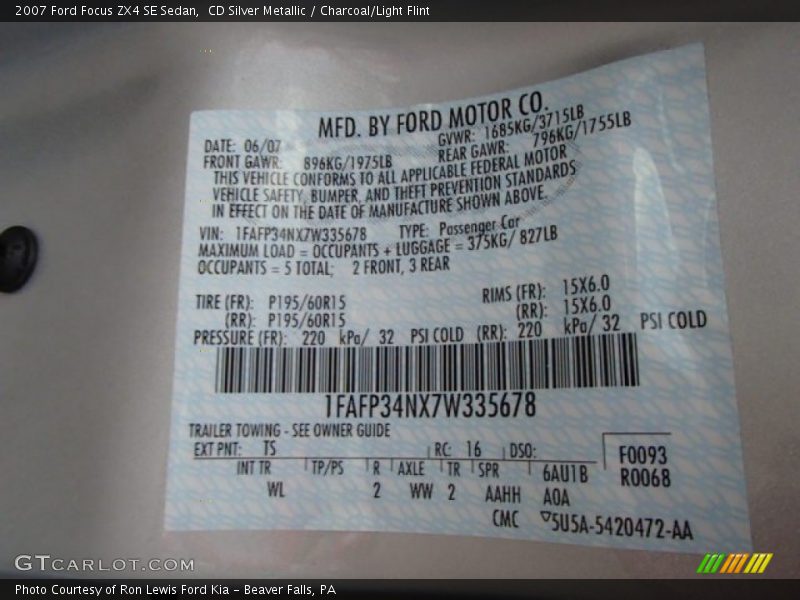 2007 Ford Focus ZX4 SE Sedan, CD Silver Metallic / Charcoal/Light Flint
MFD. BY FORD MOTOR CO.
DATE: 06/07 GVWR: 1685KG/3715LB
FRONT GAWR: 896KG/1975LB REAR GAWR: 796KG/1755LB
THIS VEHICLE CONFORMS TO ALL APPLICABLE FEDERAL MOTOR
VEHICLE SAFETY, BUMPER, AND THEFT PREVENTION STANDARDS
IN EFFECT ON THE DATE OF MANUFACTURE SHOWN ABOVE.
VIN: 1FAFP34NX7W335678 TYPE: Passenger Car
MAXIMUM LOAD = OCCUPANTS + LUGGAGE = 375KG/ 827LB
OCCUPANTS = 5 TOTAL; 2 FRONT, 3 REAR
TIRE (FR): P195/60R15 RIMS (FR): 15X6.0
(RR): P195/60R15 (RR): 15X6.0
PRESSURE (FR): 220 kPa/ 32 PSI COLD (RR): 220 kPa/ 32 PSI COLD
1FAFP34NX7W335678
TRAILER TOWING - SEE OWNER GUIDE
EXT PNT: TS RC: 16 DSO: F0093
INT TR TP/PS R AXLE TR SPR 6AU1B R0068
WL 2 WW 2 AAHH A0A
CMC 5U5A-5420472-AA
GTCARLOT.COM
Photo Courtesy of Ron Lewis Ford Kia - Beaver Falls, PA